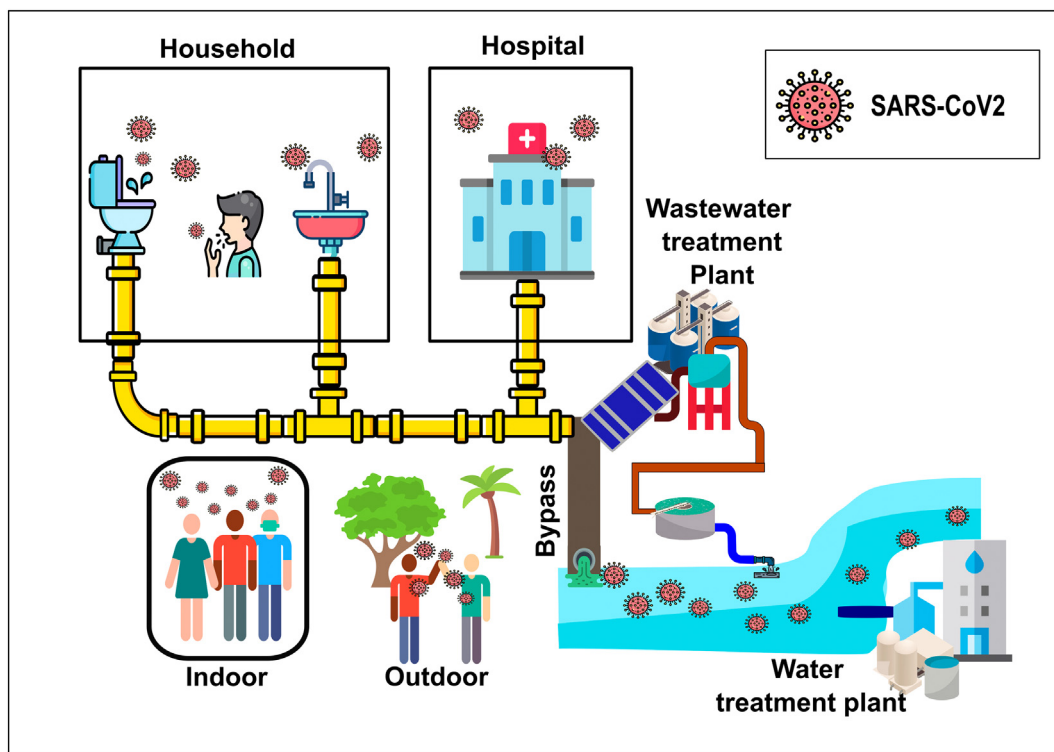 Household
Hospital
SARS-CoV2
Wastewater
treatment
Plant
Bypass
Indoor
Outdoor
Water
treatment plant